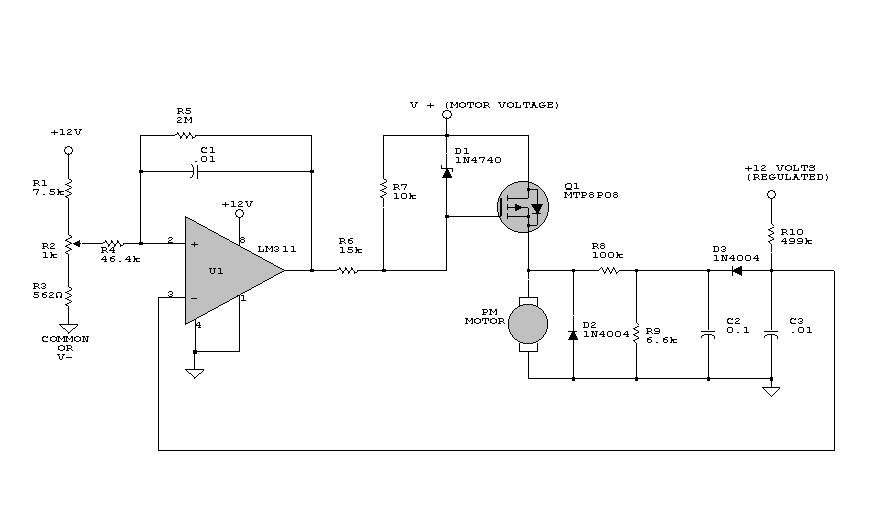 V + (MOTOR VOLTAGE)
R5
2M
+12V
C1
.01
D1
1N4740
+12 VOLTS
(REGULATED)
R1
7.5k
R7
10k
Q1
MTP8P08
+12V
R2
1k
R4
46.4k
2
+
8
LM311
R6
15k
R8
100k
D3
1N4004
R10
499k
U1
R3
562Ω
3
−
1
4
PM
MOTOR
D2
1N4004
R9
6.6k
C2
0.1
C3
.01
COMMON
OR
V-